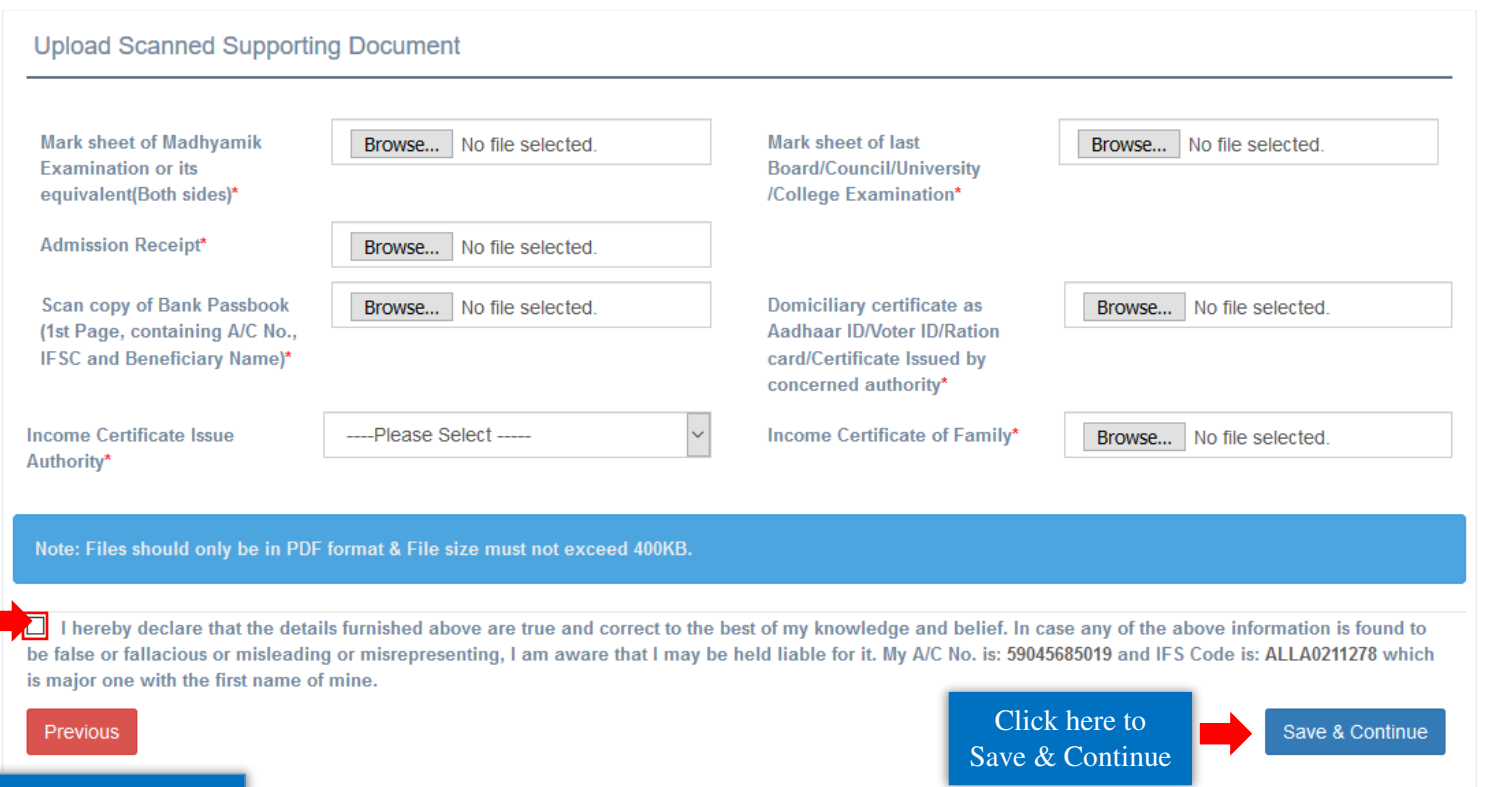 Upload Scanned Supporting Document
Mark sheet of Madhyamik
Examination or its
equivalent(Both sides)*
Browse... No file selected.
Mark sheet of last
Board/Council/University
/College Examination*
Browse... No file selected.
Admission Receipt*
Browse... No file selected.
Scan copy of Bank Passbook
(1st Page, containing A/C No.,
IFSC and Beneficiary Name)*
Browse... No file selected.
Domiciliary certificate as
Aadhaar ID/Voter ID/Ration
card/Certificate Issued by
concerned authority*
Browse... No file selected.
Income Certificate Issue
Authority*
----Please Select -----
Income Certificate of Family*
Browse... No file selected.
Note: Files should only be in PDF format & File size must not exceed 400KB.
I hereby declare that the details furnished above are true and correct to the best of my knowledge and belief. In case any of the above information is found to
be false or fallacious or misleading or misrepresenting, I am aware that I may be held liable for it. My A/C No. is: 59045685019 and IFS Code is: ALLA0211278 which
is major one with the first name of mine.
Previous
Click here to
Save & Continue
Save & Continue